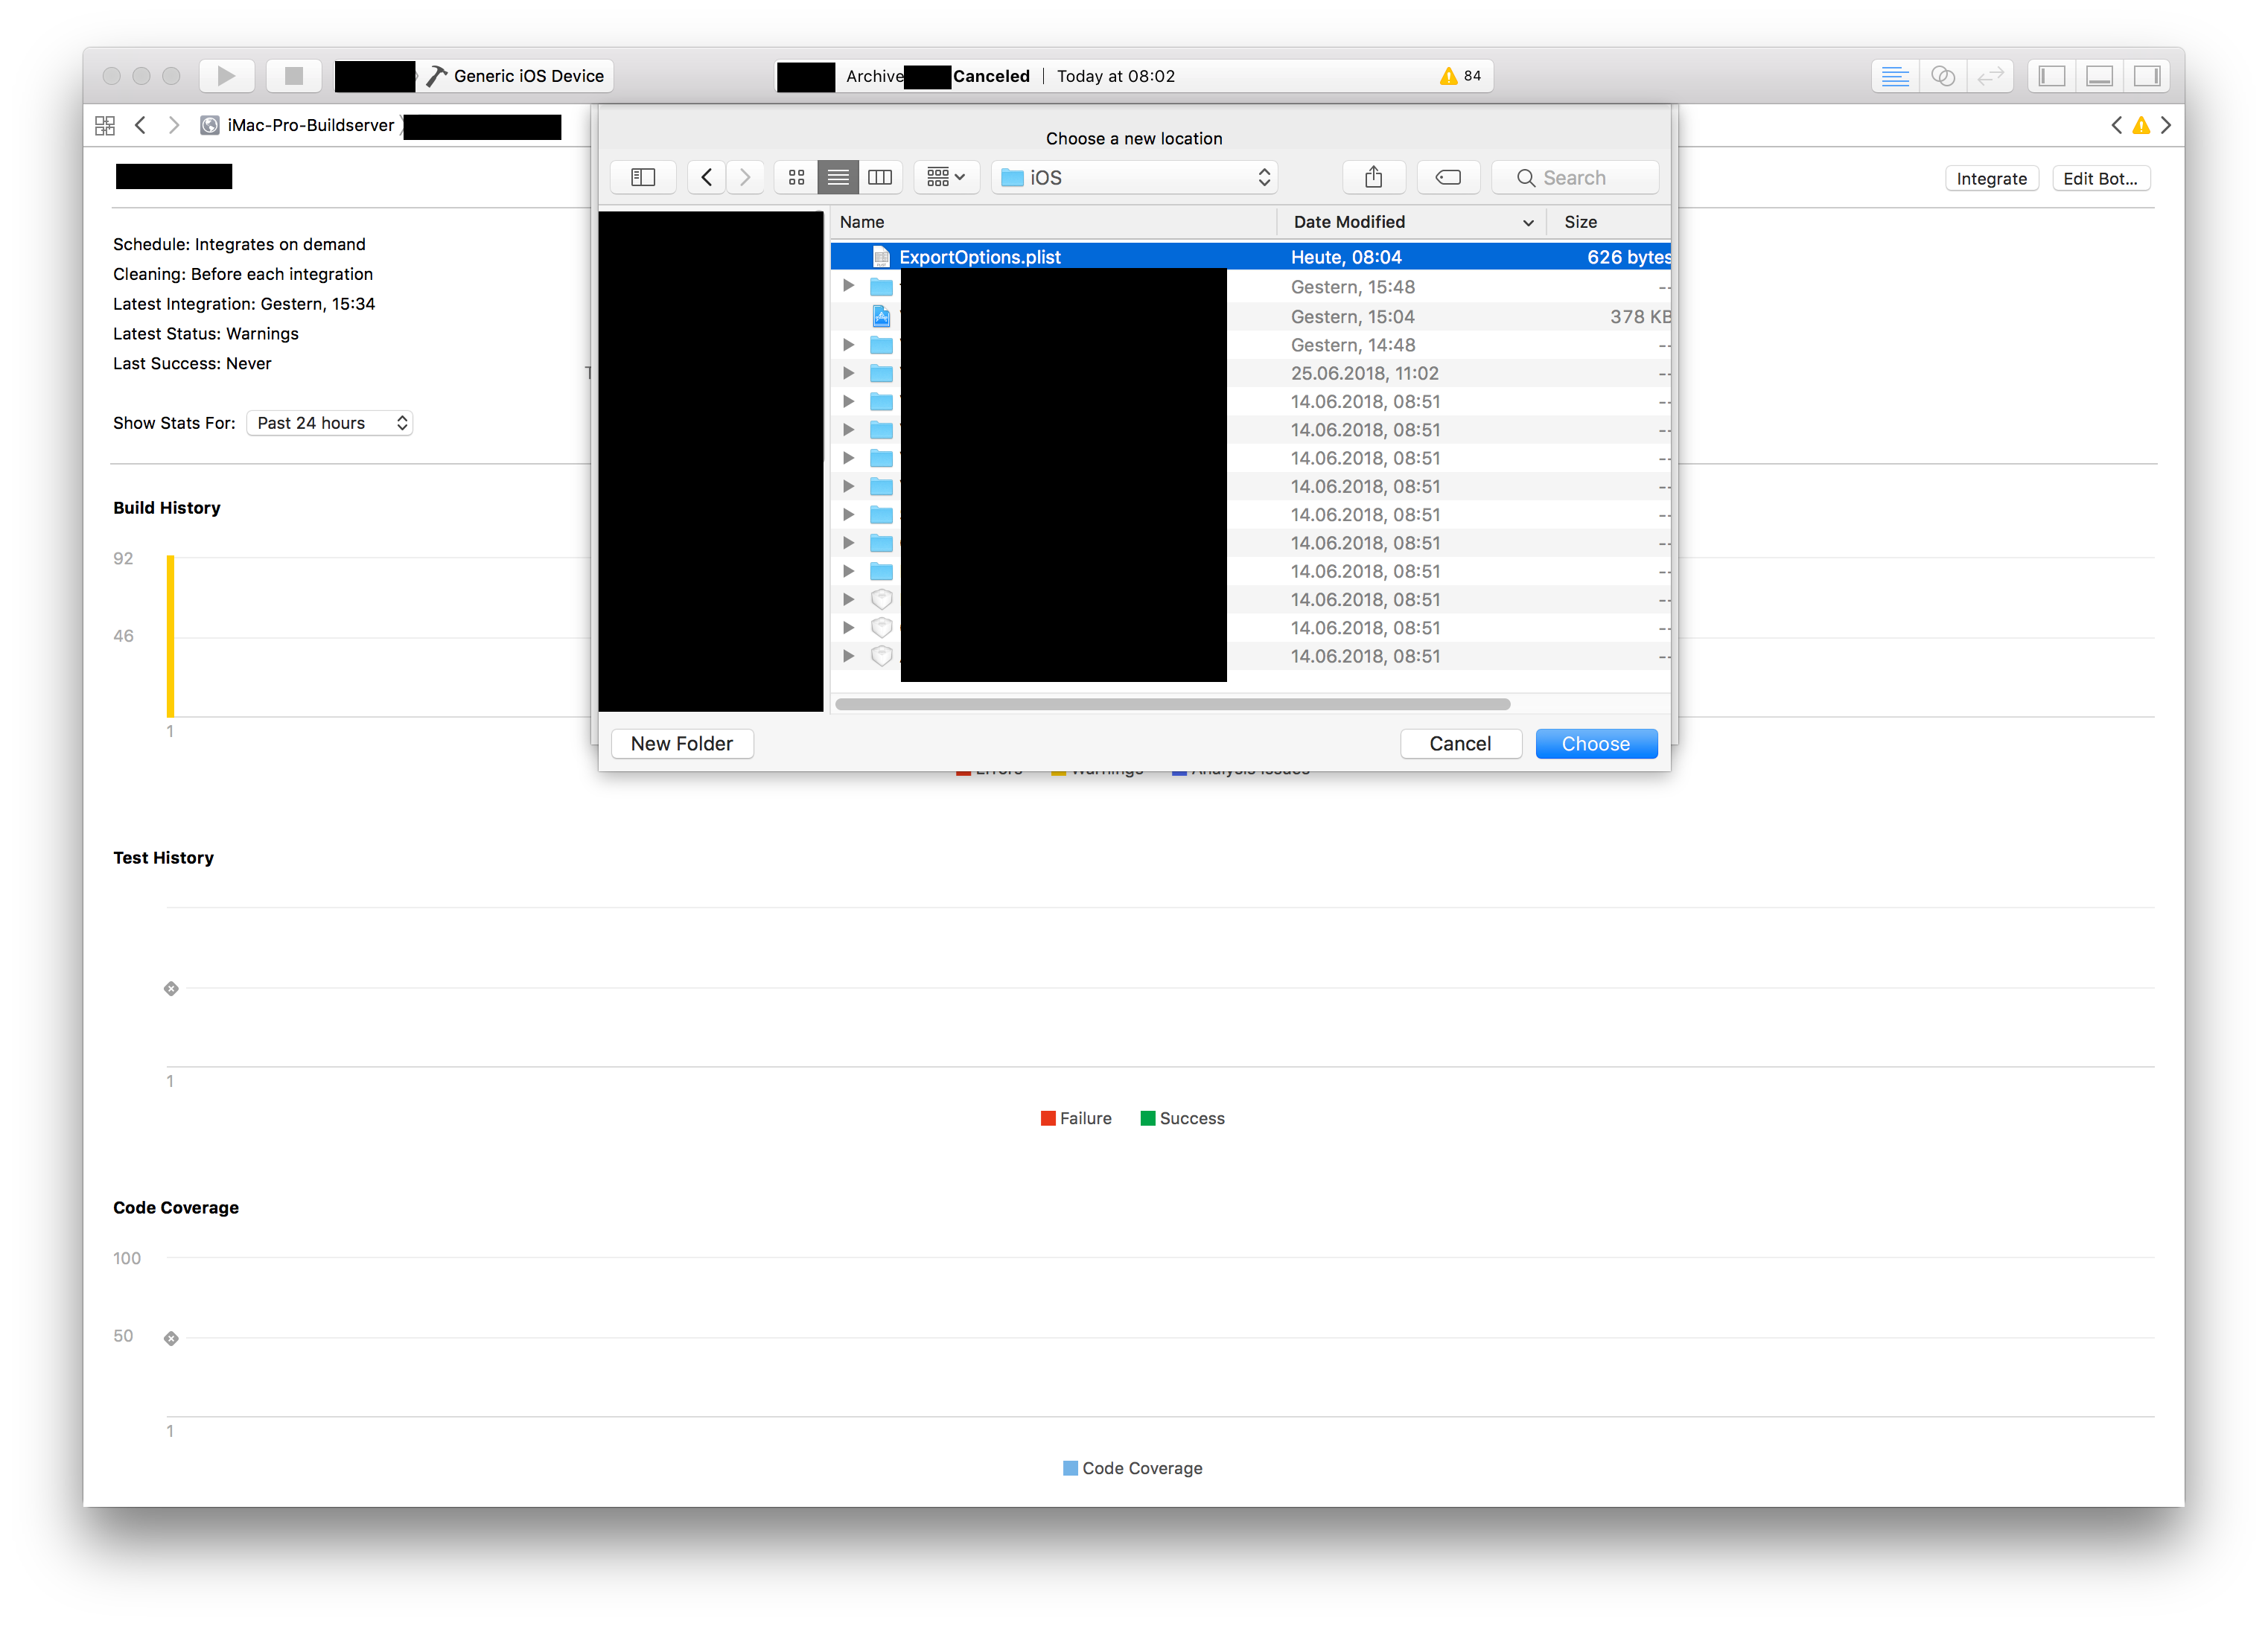 Generic iOS Device
Archive Canceled | Today at 08:02
84
iMac-Pro-Buildserver
Choose a new location
iOS
Search
Integrate
Edit Bot...
Name Date Modified Size
ExportOptions.plist Heute, 08:04 626 bytes
Gestern, 15:48 --
Gestern, 15:04 378 KB
Gestern, 14:48 --
25.06.2018, 11:02 --
14.06.2018, 08:51 --
14.06.2018, 08:51 --
14.06.2018, 08:51 --
14.06.2018, 08:51 --
14.06.2018, 08:51 --
14.06.2018, 08:51 --
14.06.2018, 08:51 --
14.06.2018, 08:51 --
14.06.2018, 08:51 --
14.06.2018, 08:51 --
New Folder Cancel Choose
Schedule: Integrates on demand
Cleaning: Before each integration
Latest Integration: Gestern, 15:34
Latest Status: Warnings
Last Success: Never
Show Stats For: Past 24 hours
Build History
92
46
1
Errors Warnings Analysis Issues
Test History
1
Failure Success
Code Coverage
100
50
1
Code Coverage